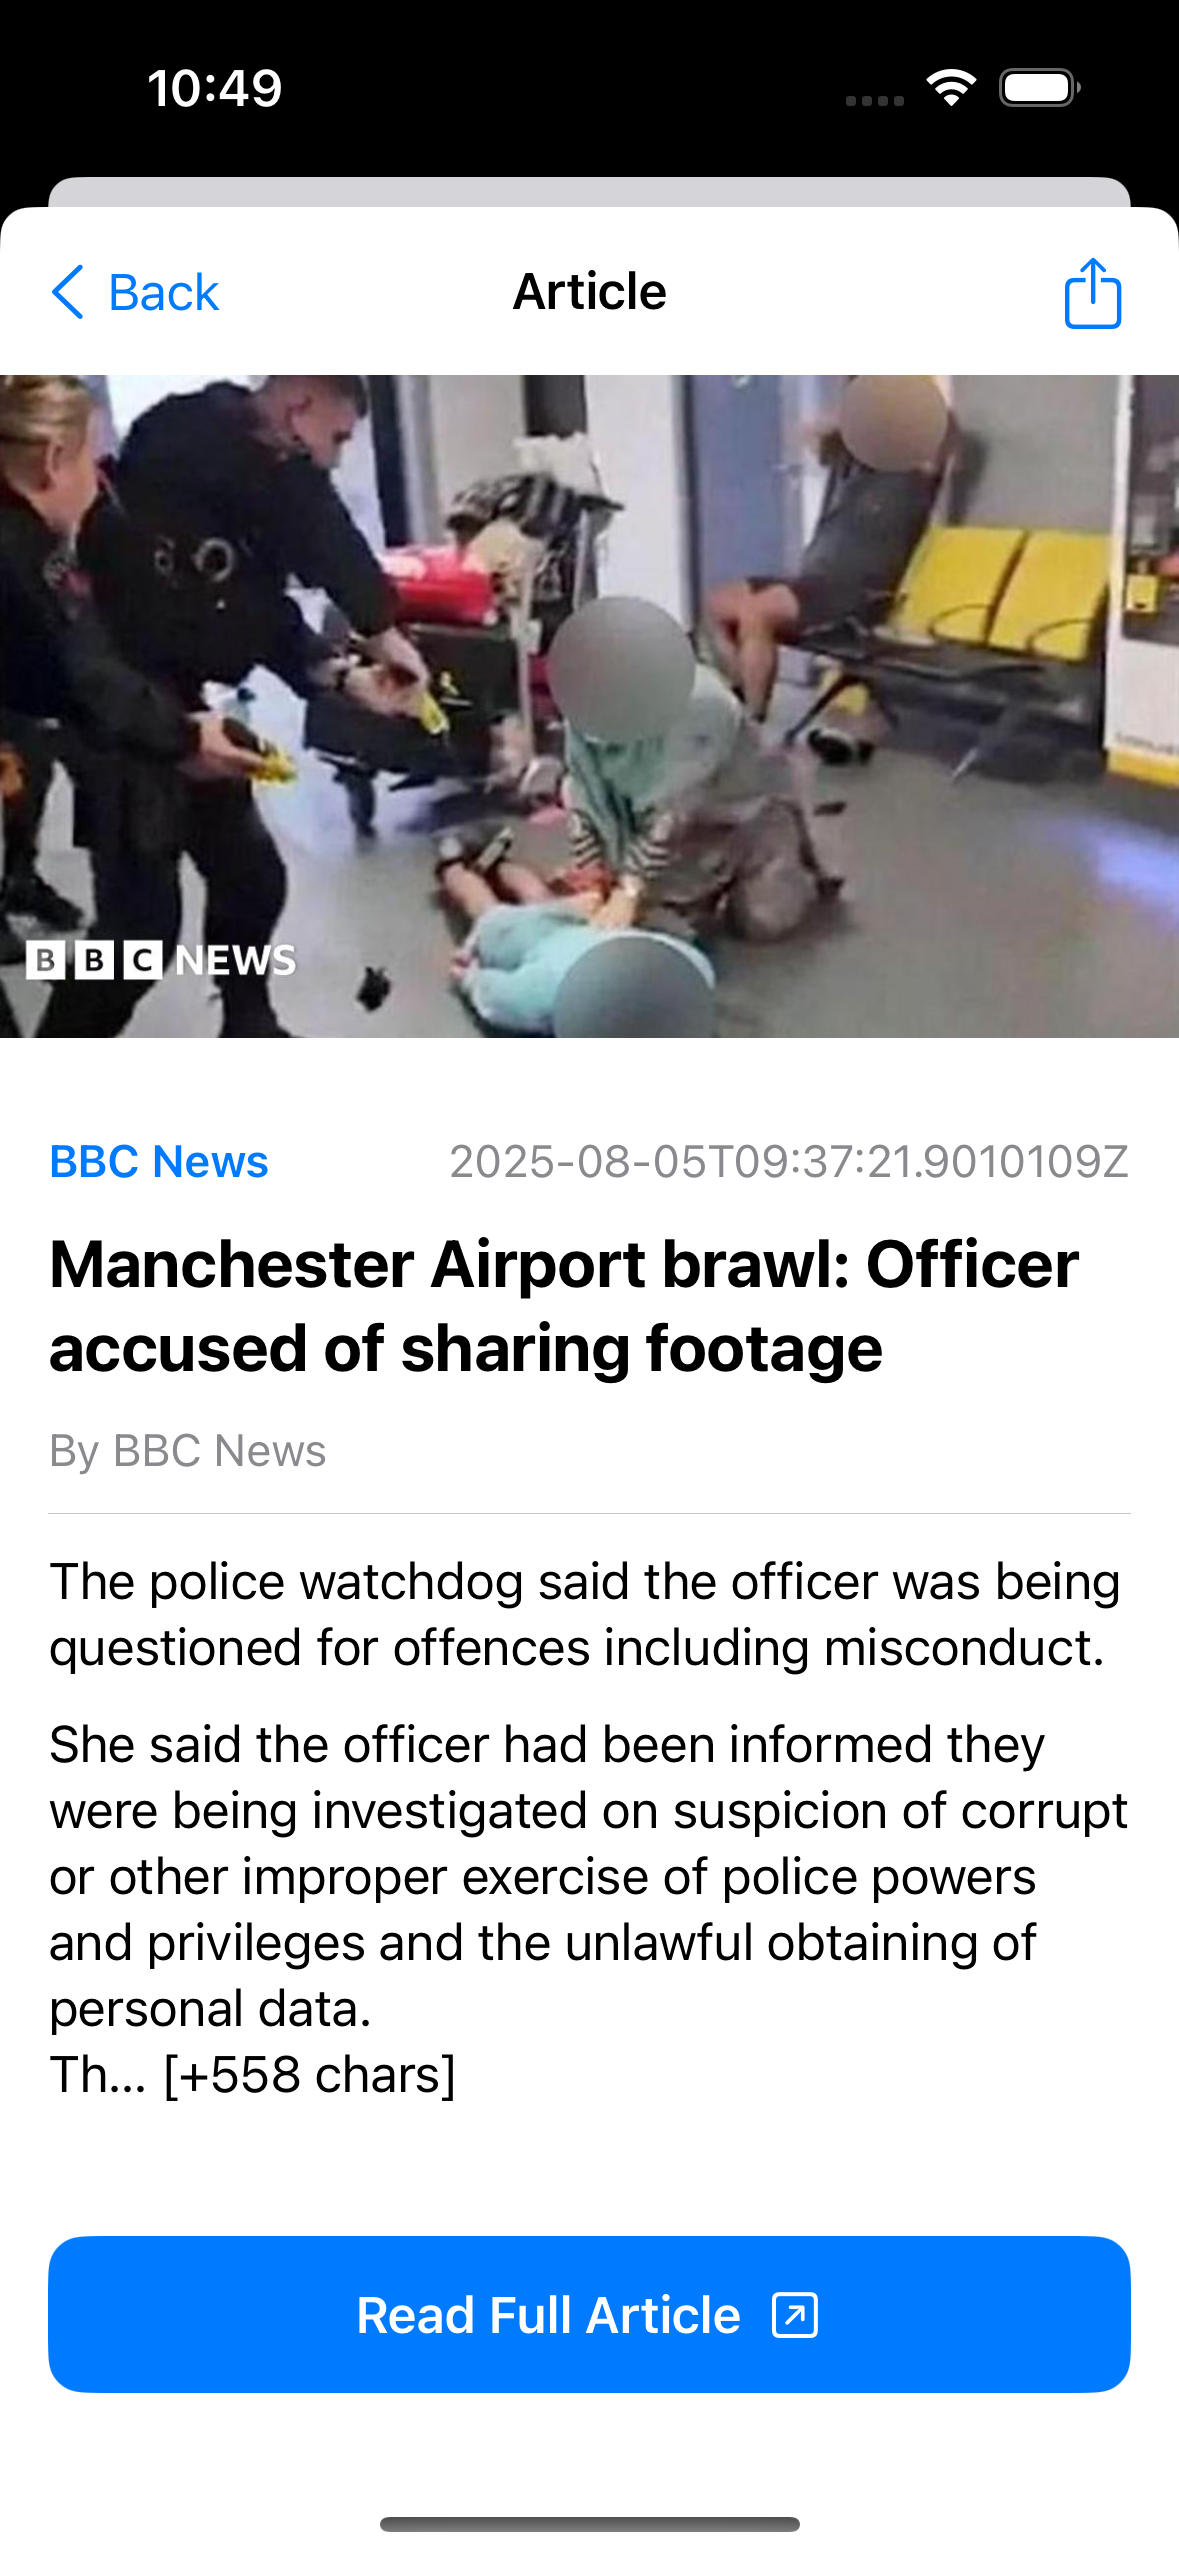 10:49
Back
Article
BBC NEWS
BBC News
2025-08-05T09:37:21.9010109Z
Manchester Airport brawl: Officer
accused of sharing footage
By BBC News
The police watchdog said the officer was being
questioned for offences including misconduct.
She said the officer had been informed they
were being investigated on suspicion of corrupt
or other improper exercise of police powers
and privileges and the unlawful obtaining of
personal data.
Th... [+558 chars]
Read Full Article